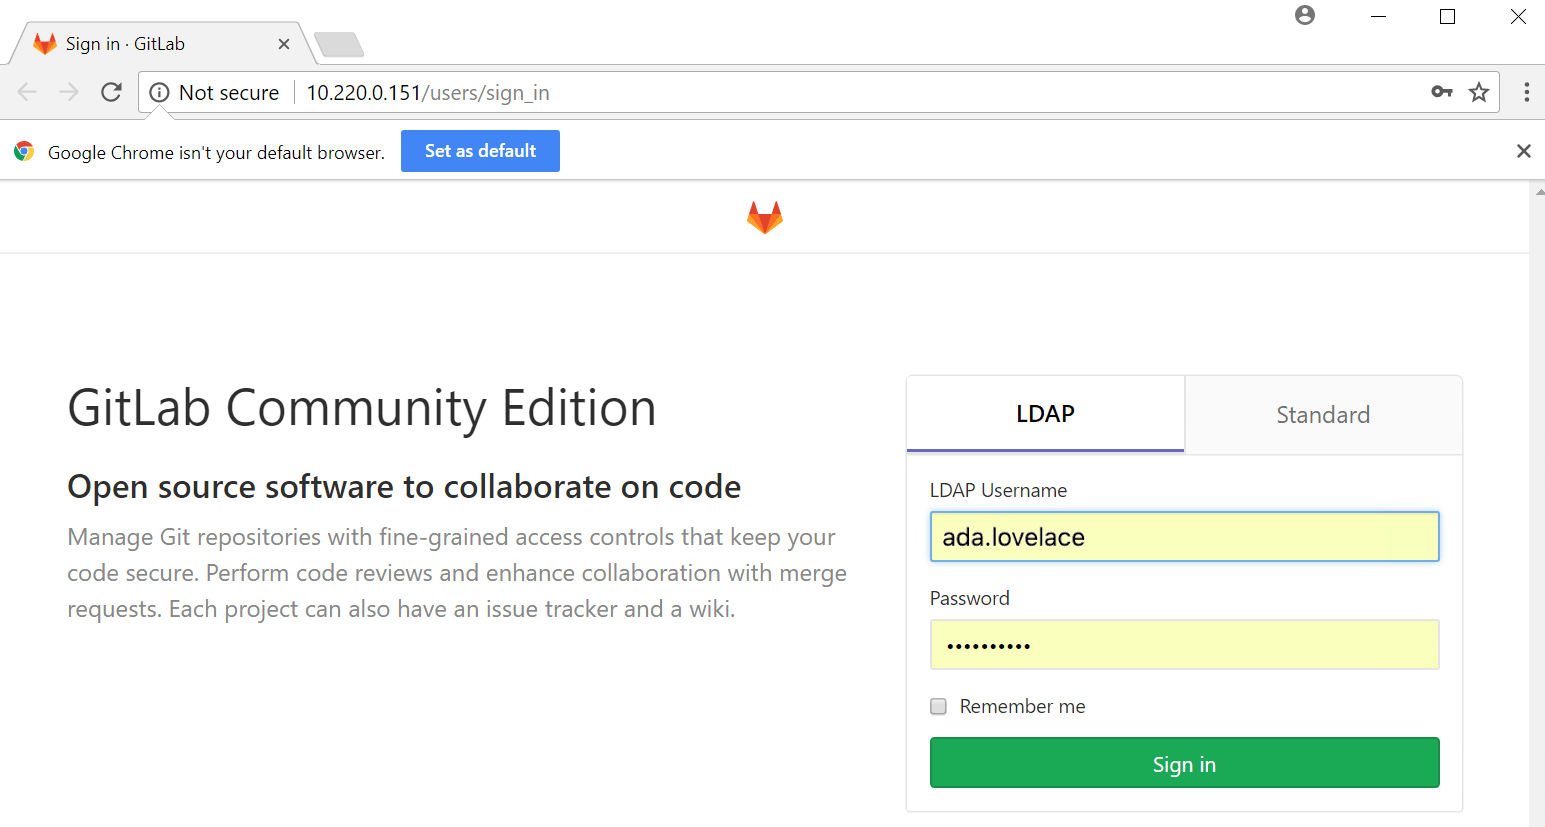 Sign in · GitLab
Not secure
10.220.0.151/users/sign_in
Google Chrome isn't your default browser.
Set as default
GitLab Community Edition
Open source software to collaborate on code
Manage Git repositories with fine-grained access controls that keep your
code secure. Perform code reviews and enhance collaboration with merge
requests. Each project can also have an issue tracker and a wiki.
LDAP
Standard
LDAP Username
ada.lovelace
Password
••••••••••
Remember me
Sign in